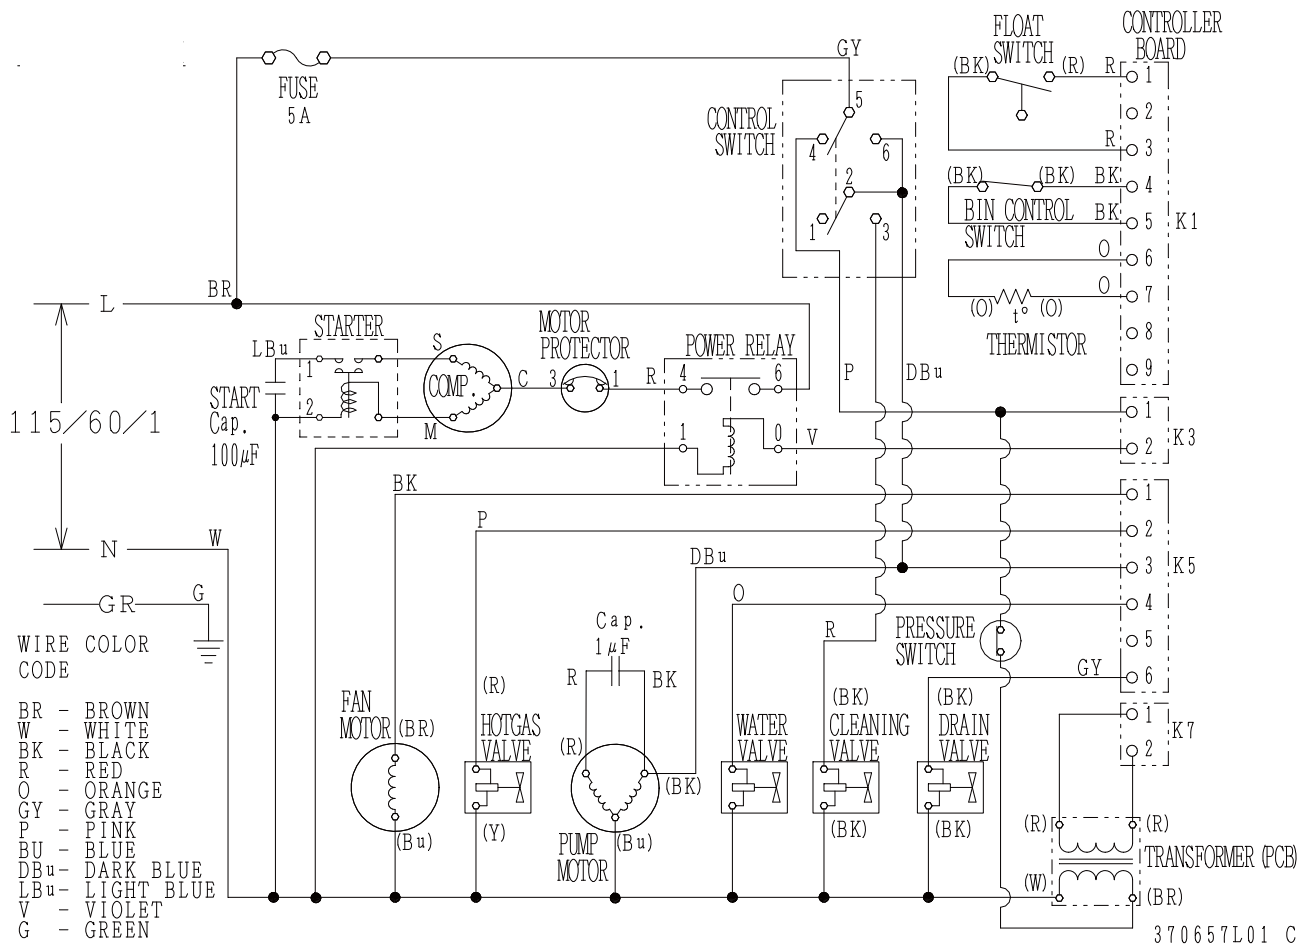 FLOAT
SWITCH
CONTROLLER
BOARD
GY
(BK)
(R)
R
1
FUSE
5A
CONTROL
SWITCH
5
4
6
2
1
3
2
R
3
(BK)
(BK)
BK
4
BIN CONTROL
SWITCH
BK
5
K1
O
6
O
7
(O)
t°
(O)
THERMISTOR
8
9
L
BR
STARTER
MOTOR
PROTECTOR
POWER RELAY
LBu
1
S
COMP.
C
3
1
R
4
6
P
DBu
START
Cap.
100μF
2
M
115/60/1
1
0
V
1
K3
2
BK
1
P
2
DBu
3
K5
O
4
N
W
GR
G
WIRE COLOR
CODE
Cap.
1μF
R
PRESSURE
SWITCH
5
GY
6
R
BK
BR - BROWN
W - WHITE
BK - BLACK
R - RED
O - ORANGE
GY - GRAY
P - PINK
BU - BLUE
DBu- DARK BLUE
LBu- LIGHT BLUE
V - VIOLET
G - GREEN
FAN
MOTOR
(BR)
(R)
HOTGAS
VALVE
(R)
(BK)
WATER
VALVE
(BK)
CLEANING
VALVE
(BK)
DRAIN
VALVE
1
K7
2
(Bu)
(Y)
PUMP
MOTOR
(Bu)
(BK)
(BK)
(R)
(R)
TRANSFORMER (PCB)
(W)
(BR)
370657L01 C